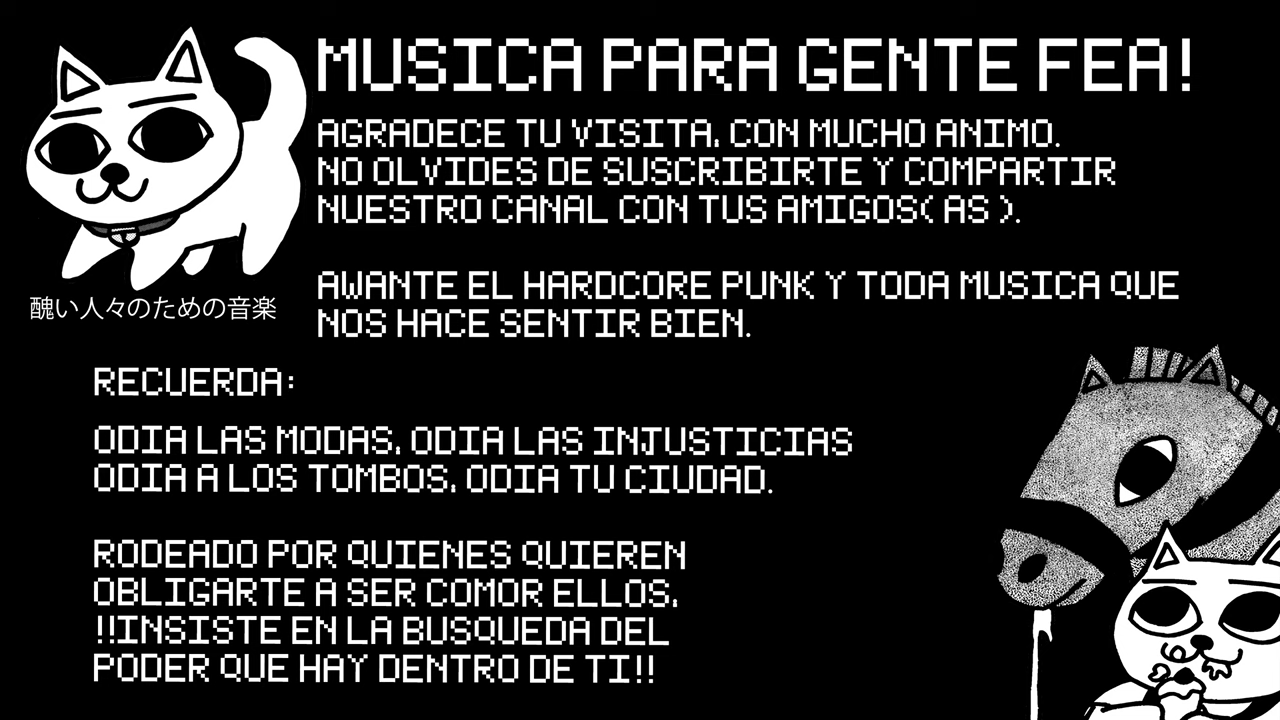 MUSICA PARA GENTE FEA!
AGRADECE TU VISITA, CON MUCHO ANIMO.
NO OLVIDES DE SUSCRIBIRTE Y COMPARTIR
NUESTRO CANAL CON TUS AMIGOS( AS ).
AWANTE EL HARDCORE PUNK Y TODA MUSICA QUE
NOS HACE SENTIR BIEN.
醜い人々のための音楽
RECUERDA:
ODIA LAS MODAS, ODIA LAS INJUSTICIAS
ODIA A LOS TOMBOS, ODIA TU CIUDAD.
RODEADO POR QUIENES QUIEREN
OBLIGARTE A SER COMOR ELLOS,
!!INSISTE EN LA BUSQUEDA DEL
PODER QUE HAY DENTRO DE TI!!